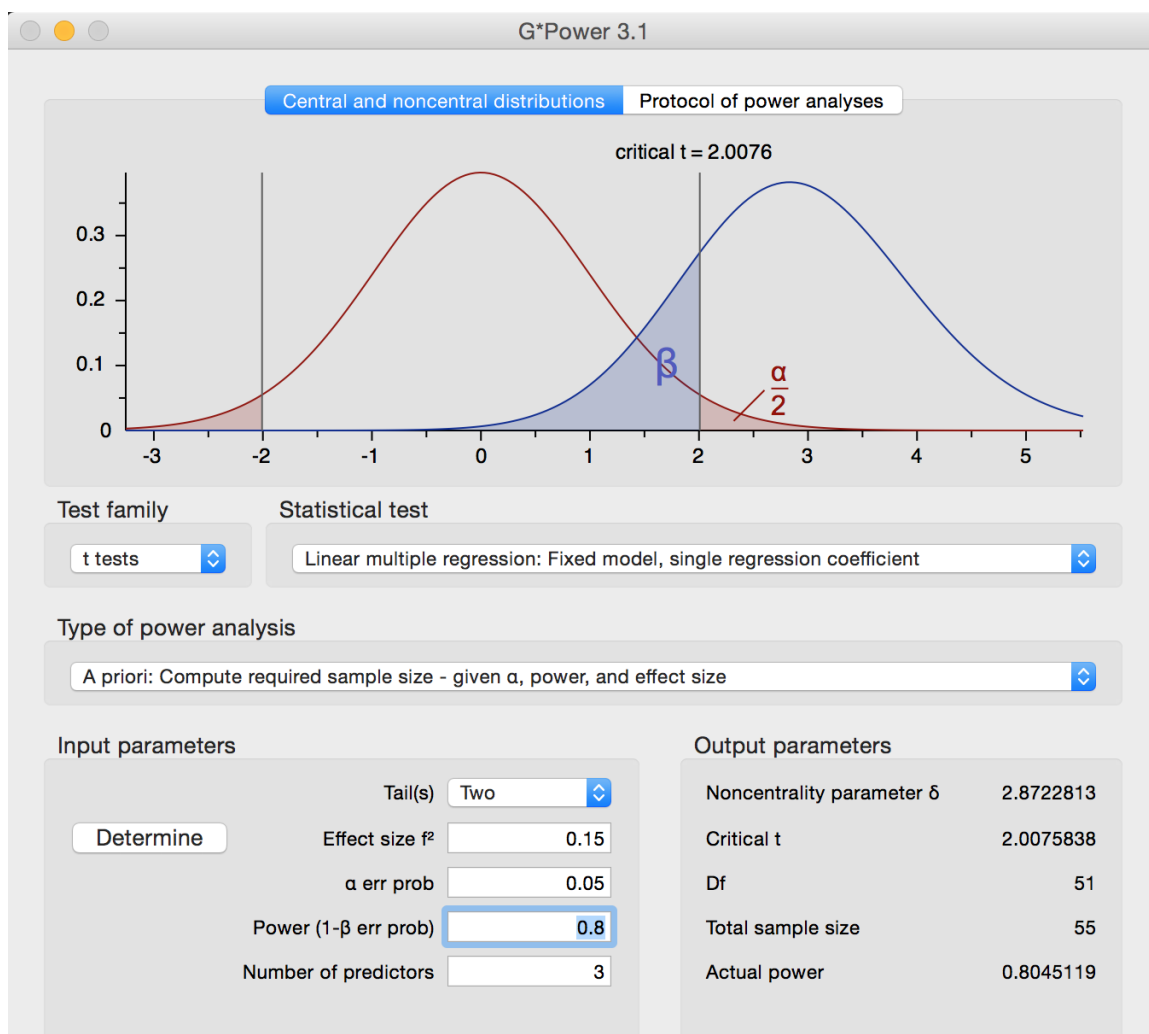 G*Power 3.1
Central and noncentral distributions Protocol of power analyses
critical t = 2.0076
0.3
0.2
0.1
0
β
α
2
-3 -2 -1 0 1 2 3 4 5
Test family Statistical test
t tests Linear multiple regression: Fixed model, single regression coefficient
Type of power analysis
A priori: Compute required sample size - given α, power, and effect size
Input parameters Output parameters
Tail(s) Two Noncentrality parameter δ 2.8722813
Determine Effect size f² 0.15 Critical t 2.0075838
α err prob 0.05 Df 51
Power (1-β err prob) 0.8 Total sample size 55
Number of predictors 3 Actual power 0.8045119